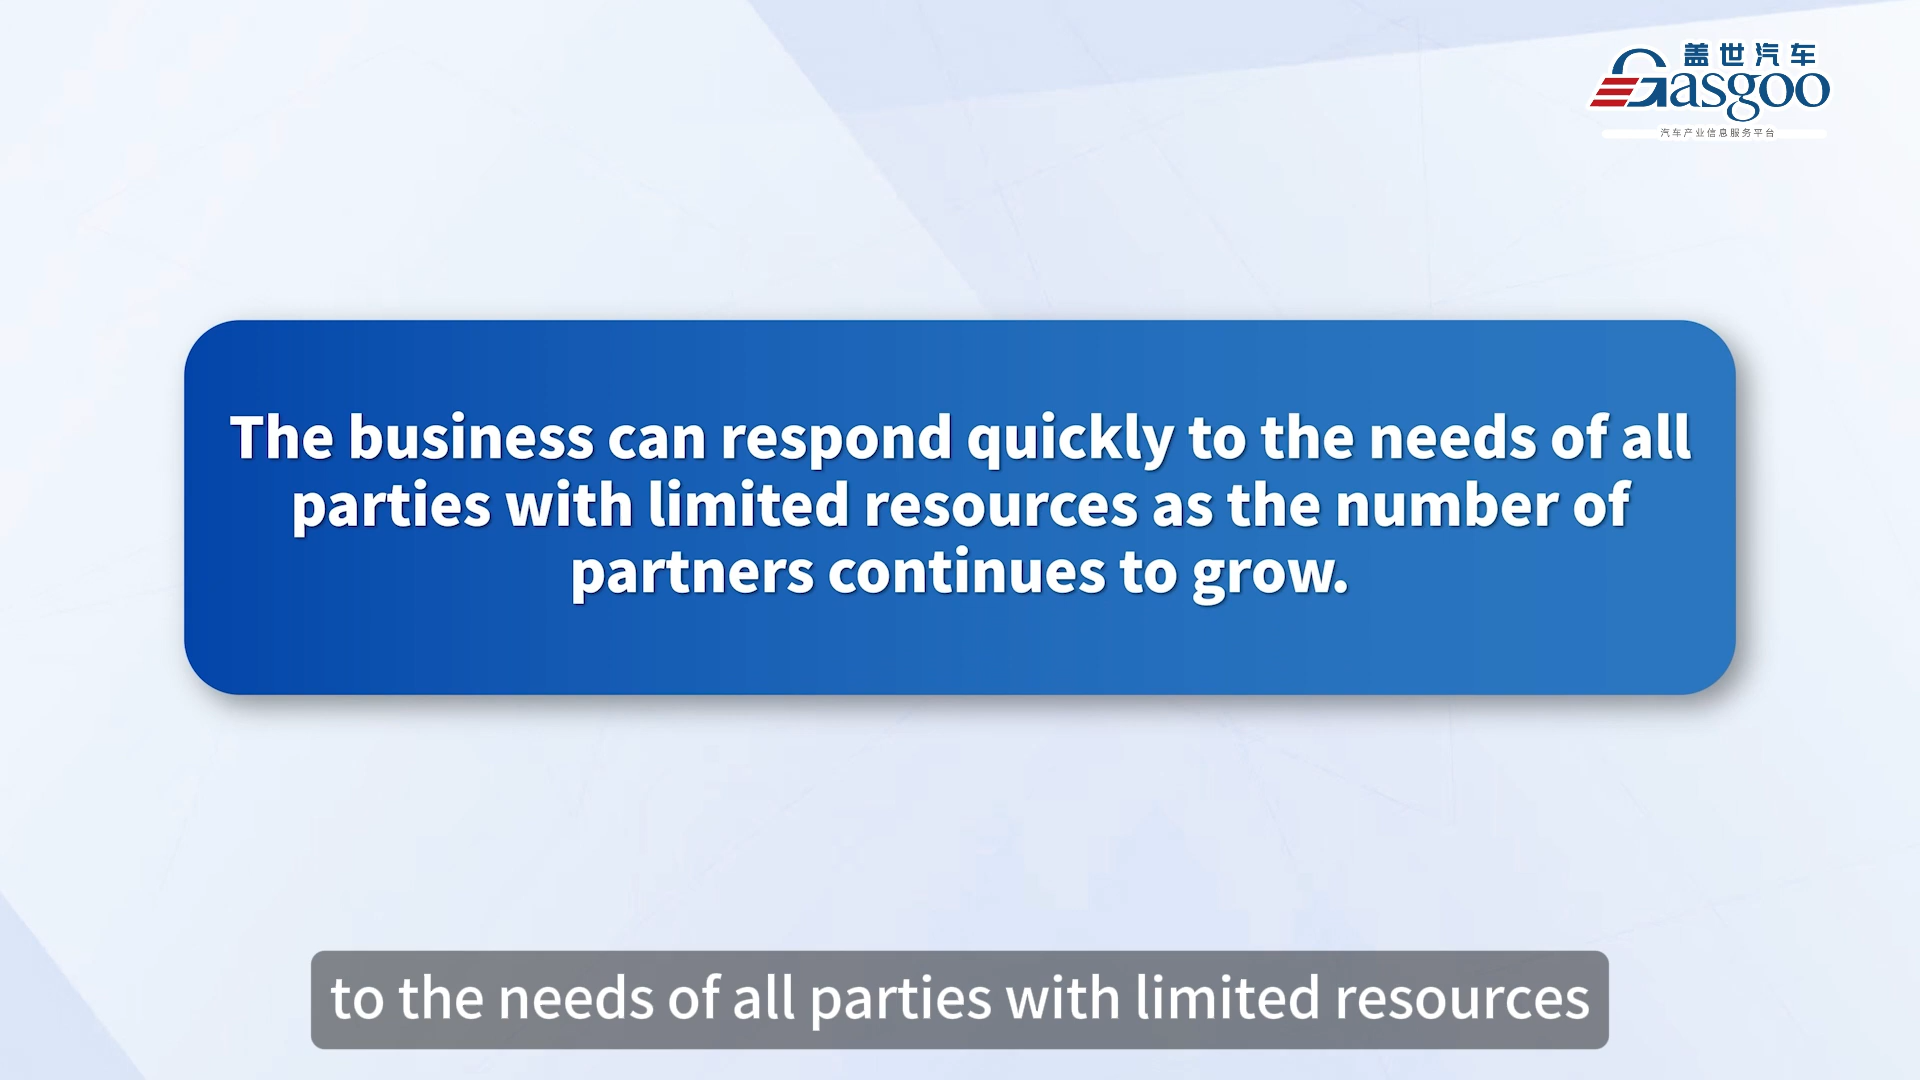 盖世汽车
Gasgoo
汽车产业信息服务平台
The business can respond quickly to the needs of all
parties with limited resources as the number of
partners continues to grow.
to the needs of all parties with limited resources